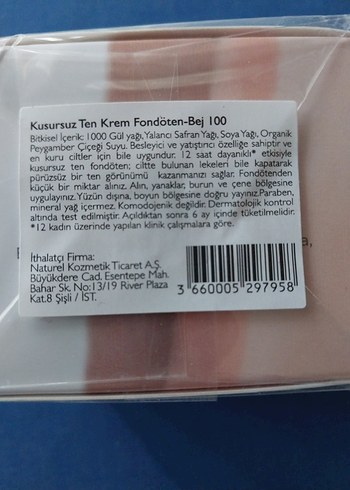 Kusursuz Ten Krem Fondöten-Bej 100
Bitkisel İçerik: 1000 Gül yağı,Yalancı Safran Yağı, Soya Yağı, Organik
Peygamber Çiçeği Suyu. Besleyici ve yatıştırıcı özelliğe sahiptir ve
en kuru ciltler için bile uygundur. 12 saat dayanıklı* etkisiyle
kusursuz ten fondöten; ciltte bulunan lekeleri bile kapatarak
pürüzsüz bir ten görünümü kazanmanızı sağlar. Fondötenden
küçük bir miktar alınız. Alın, yanaklar, burun ve çene bölgesine
uygulayınız.Yüzün dışına, boyun bölgesine doğru yayınız.Paraben,
mineral yağ içermez. Komodojenik değildir. Dermatolojik kontrol
altında test edilmiştir. Açıldıktan sonra 6 ay içinde tüketilmelidir.
*12 kadın üzerinde yapılan klinik çalışmalara göre.
İthalatçı Firma:
Naturel Kozmetik Ticaret A.Ş.
Büyükdere Cad. Esentepe Mah.
Bahar Sk. No:13/19 River Plaza
Kat.8 Şişli / İST.
3 660005 297958